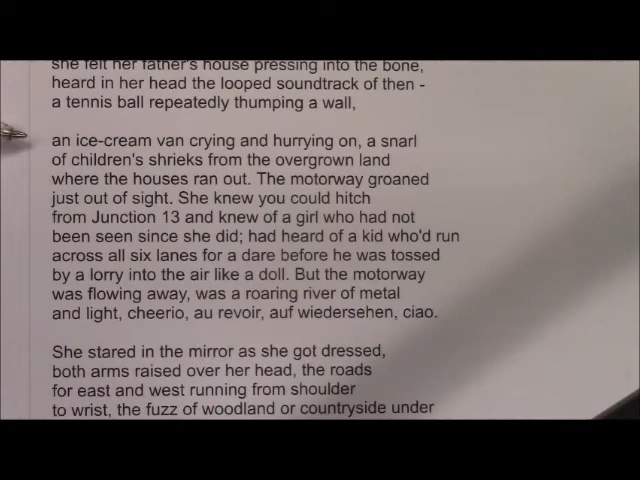 she felt her father's house pressing into the bone,
heard in her head the looped soundtrack of then -
a tennis ball repeatedly thumping a wall,
an ice-cream van crying and hurrying on, a snarl
of children's shrieks from the overgrown land
where the houses ran out. The motorway groaned
just out of sight. She knew you could hitch
from Junction 13 and knew of a girl who had not
been seen since she did; had heard of a kid who'd run
across all six lanes for a dare before he was tossed
by a lorry into the air like a doll. But the motorway
was flowing away, was a roaring river of metal
and light, cheerio, au revoir, auf wiedersehen, ciao.
She stared in the mirror as she got dressed,
both arms raised over her head, the roads
for east and west running from shoulder
to wrist, the fuzz of woodland or countryside under